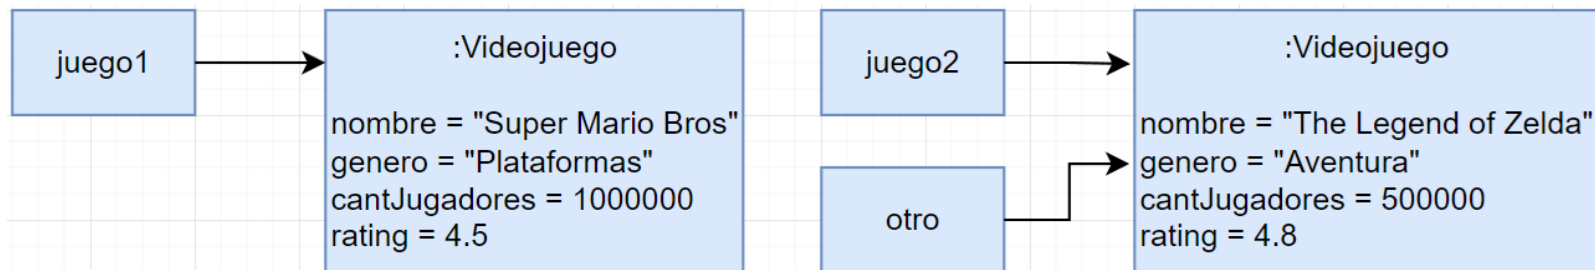 juego1
:Videojuego
nombre = "Super Mario Bros"
genero = "Plataformas"
cantJugadores = 1000000
rating = 4.5
juego2
otro
:Videojuego
nombre = "The Legend of Zelda"
genero = "Aventura"
cantJugadores = 500000
rating = 4.8